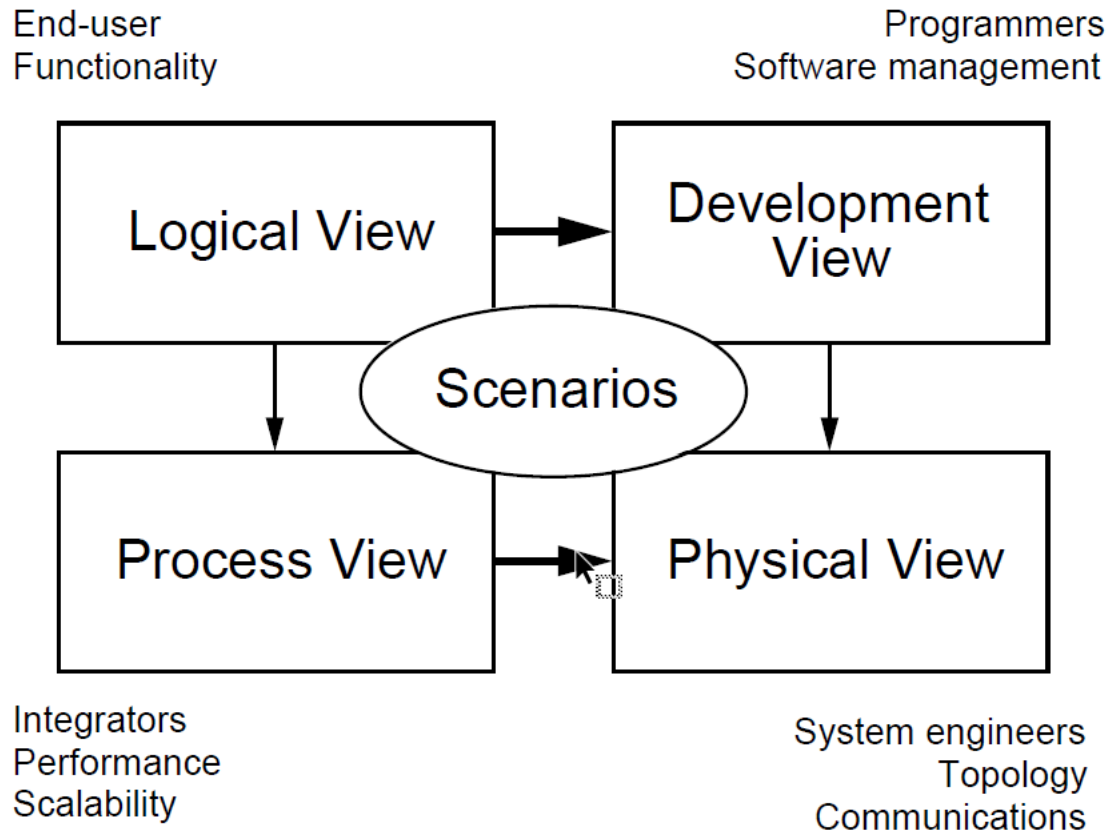 End-user
Functionality
Programmers
Software management
Logical View
Development
View
Scenarios
Process View
Physical View
Integrators
Performance
Scalability
System engineers
Topology
Communications